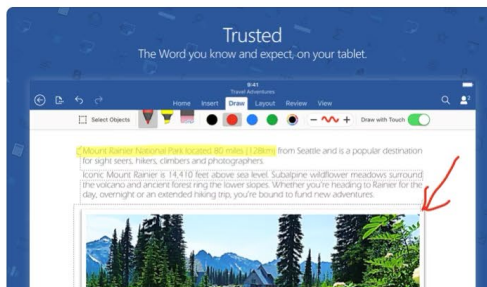 Trusted
The Word you know and expect, on your tablet.
9:41
Travel Adventures
Home Insert Draw Layout Review View
Select Objects
Draw with Touch
Mount Rainier National Park located 80 miles (128km) from Seattle and is a popular destination
for sight seers, hikers, climbers and photographers.
Iconic Mount Rainier is 14,410 feet above sea level. Subalpine wildflower meadows surround
the volcano and ancient forest ring the lower slopes. Whether you're heading to Rainier for the
day, overnight or an extended hiking trip, you're bound to fund new adventures.